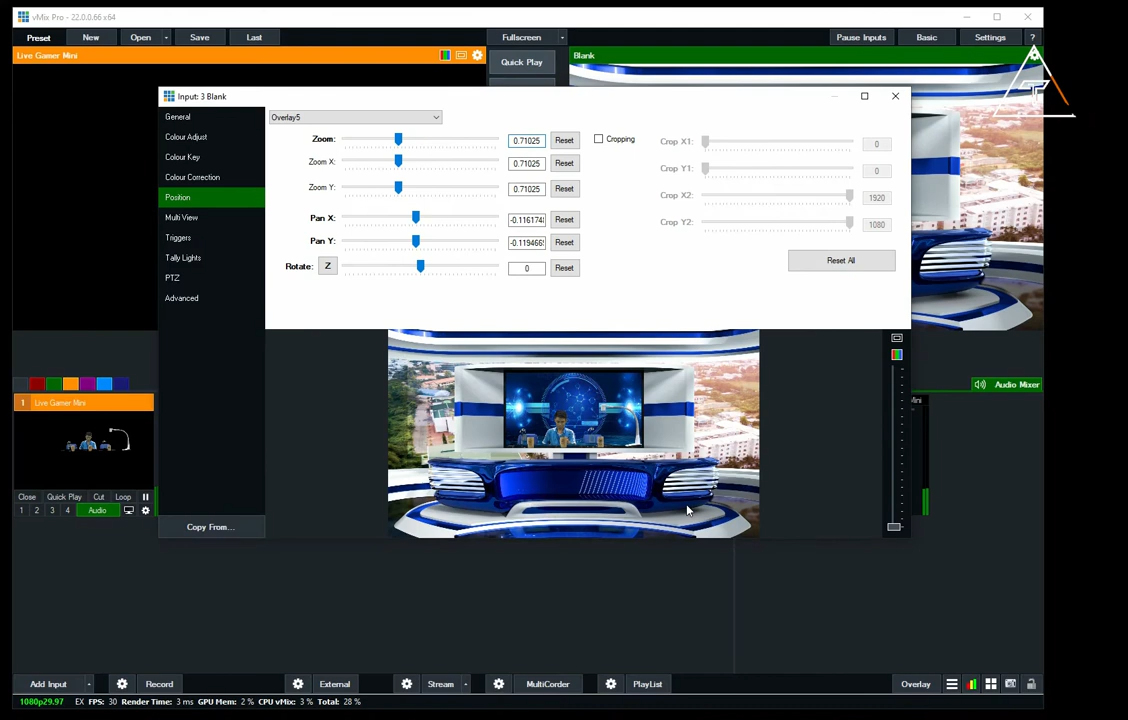 vMix Pro - 22.0.0.66 x64
Preset
New
Open
Save
Last
Fullscreen
Pause Inputs
Basic
Settings
?
Live Gamer Mini
Quick Play
Blank
Input: 3 Blank
General
Colour Adjust
Colour Key
Colour Correction
Position
Multi View
Triggers
Tally Lights
PTZ
Advanced
Copy From...
Overlay5
Zoom:
0.71025
Reset
Cropping
Crop X1:
0
Zoom X:
0.71025
Reset
Crop Y1:
0
Zoom Y:
0.71025
Reset
Crop X2:
1920
Pan X:
-0.116174
Reset
Crop Y2:
1080
Pan Y:
Reset
Rotate:
Z
0
Reset
Reset All
1 Live Gamer Mini
Close
Quick Play
Cut
Loop
1
2
3
4
Audio
Audio Mixer
Mini
Add Input
Record
External
Stream
MultiCorder
PlayList
Overlay
1080p29.97 EX FPS: 30 Render Time: 3 ms GPU Mem: 2 % CPU vMix: 3 % Total: 28 %